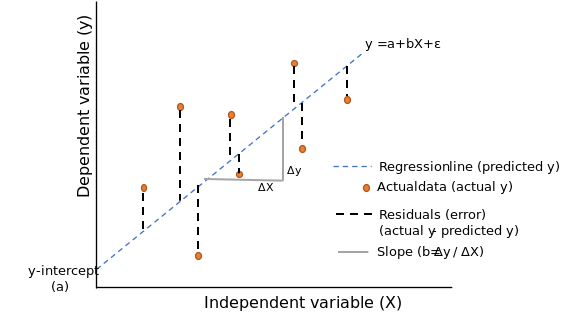 Dependent variable (y)
y =a+bX+ε
Δy
ΔX
Regressionline (predicted y)
Actualdata (actual y)
Residuals (error)
(actual y- predicted y)
Slope (b=Δy / ΔX)
y-intercept
(a)
Independent variable (X)